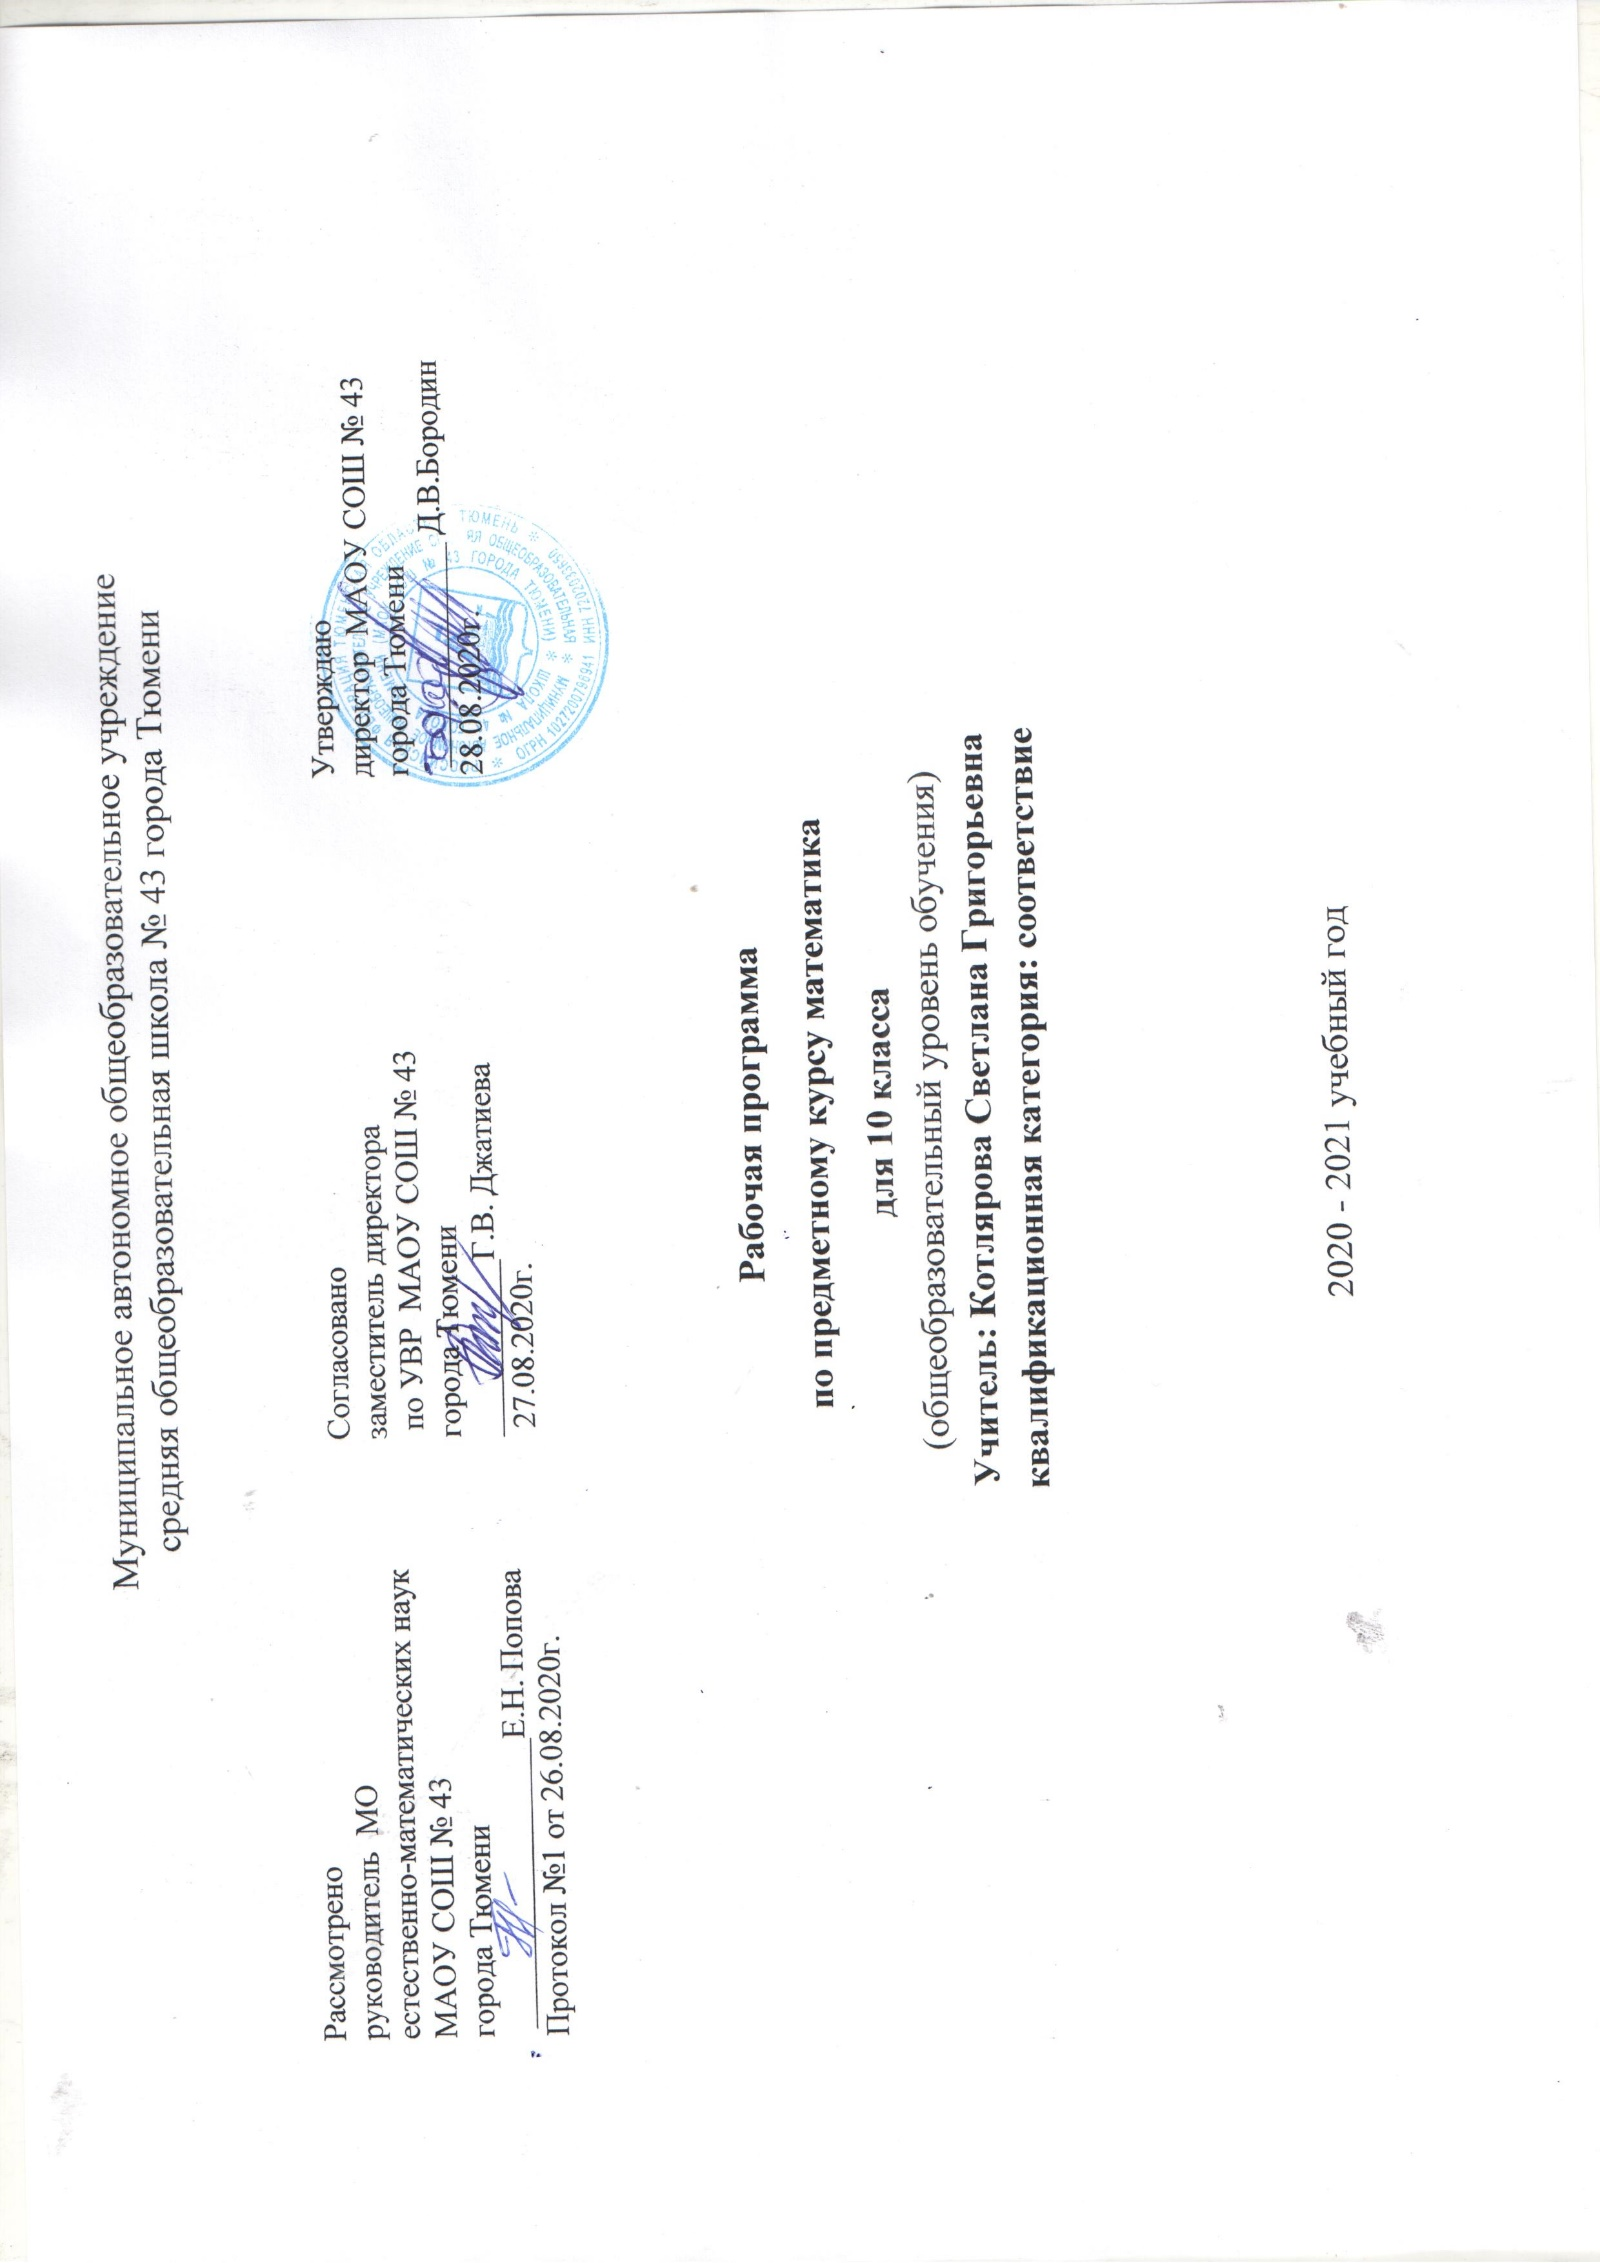 Муниципальное автономное общеобразовательное учреждение
средняя общеобразовательная школа № 43 города Тюмени
Рассмотрено
руководитель МО
естественно-математических наук
МАОУ СОШ № 43
города Тюмени
Е.Н.Попова
Протокол №1 от 26.08.2020г.
Согласовано
заместитель директора
по УВР МАОУ СОШ № 43
города Тюмени
Г.В. Джатиева
27.08.2020г.
Утверждаю
директор МАОУ СОШ № 43
города Тюмени
Д.В.Бородин
28.08.2020г.
Рабочая программа
по предметному курсу математика
для 10 класса
(общеобразовательный уровень обучения)
Учитель: Котлярова Светлана Григорьевна
квалификационная категория: соответствие
2020 - 2021 учебный год